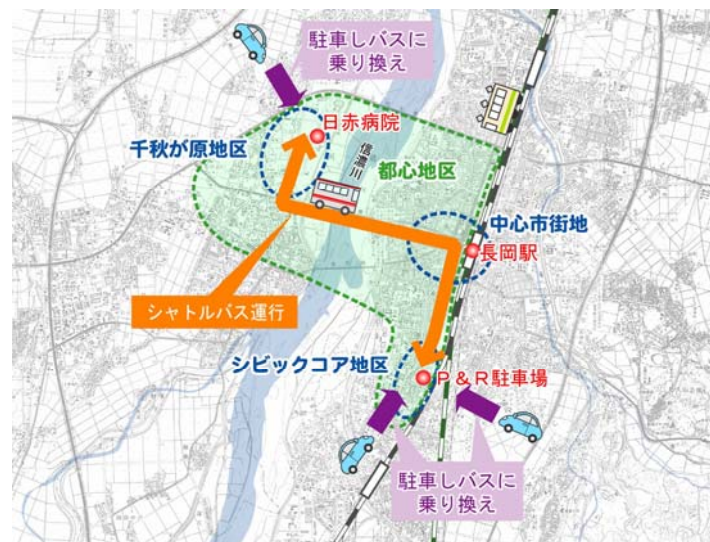 駐車しバスに
乗り換え
日赤病院
千秋が原地区
信濃川
都心地区
中心市街地
長岡駅
シャトルバス運行
シビックコア地区
P&R駐車場
駐車しバスに
乗り換え